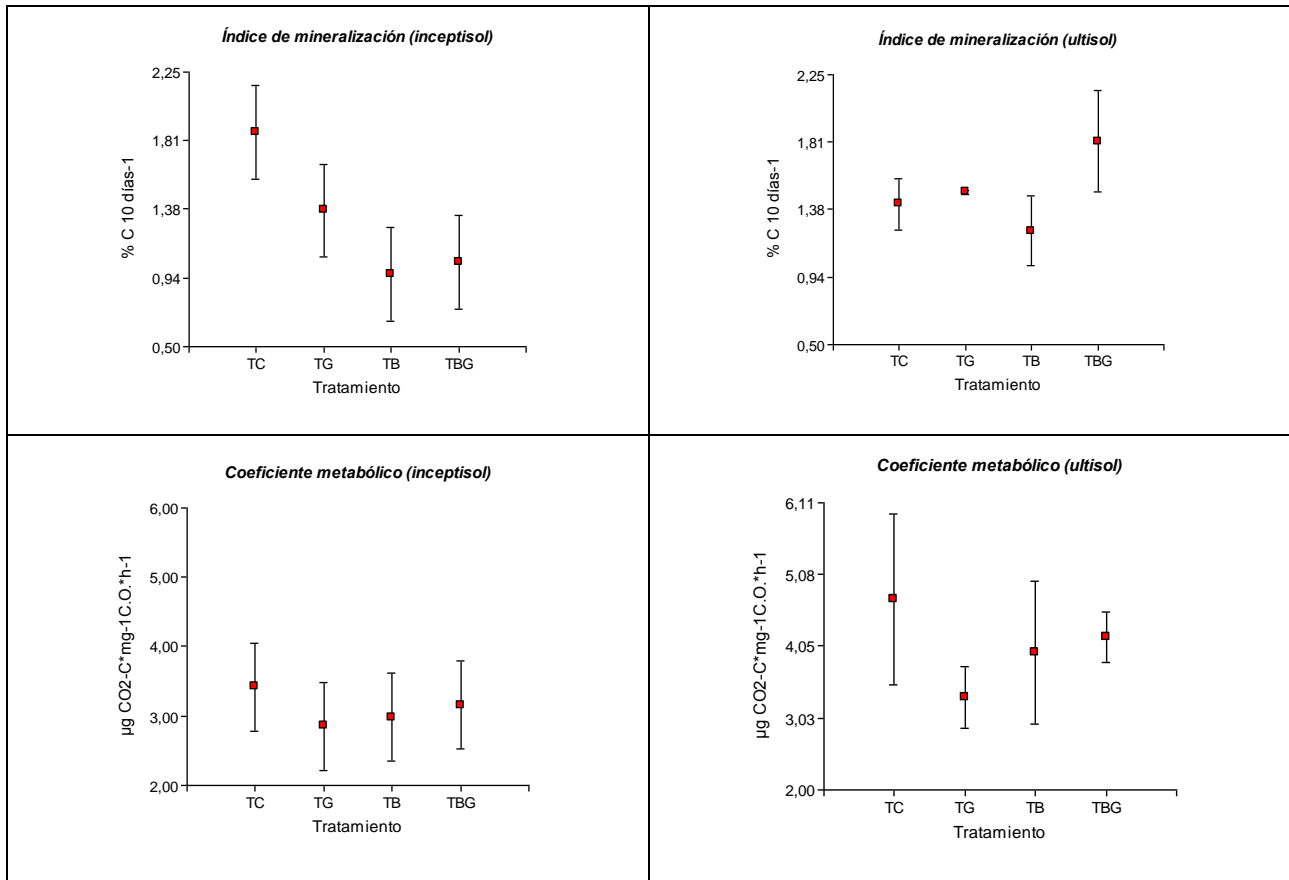 Índice de mineralización (inceptisol)
2,25
1,81
1,38
0,94
0,50
% C 10 días-1
TC TG TB TBG
Tratamiento
Índice de mineralización (ultisol)
2,25
1,81
1,38
0,94
0,50
% C 10 días-1
TC TG TB TBG
Tratamiento
Coeficiente metabólico (inceptisol)
6,00
5,00
4,00
3,00
2,00
µg CO2-C*mg-1C.O.*h-1
TC TG TB TBG
Tratamiento
Coeficiente metabólico (ultisol)
6,11
5,08
4,05
3,03
2,00
µg CO2-C*mg-1C.O.*h-1
TC TG TB TBG
Tratamiento